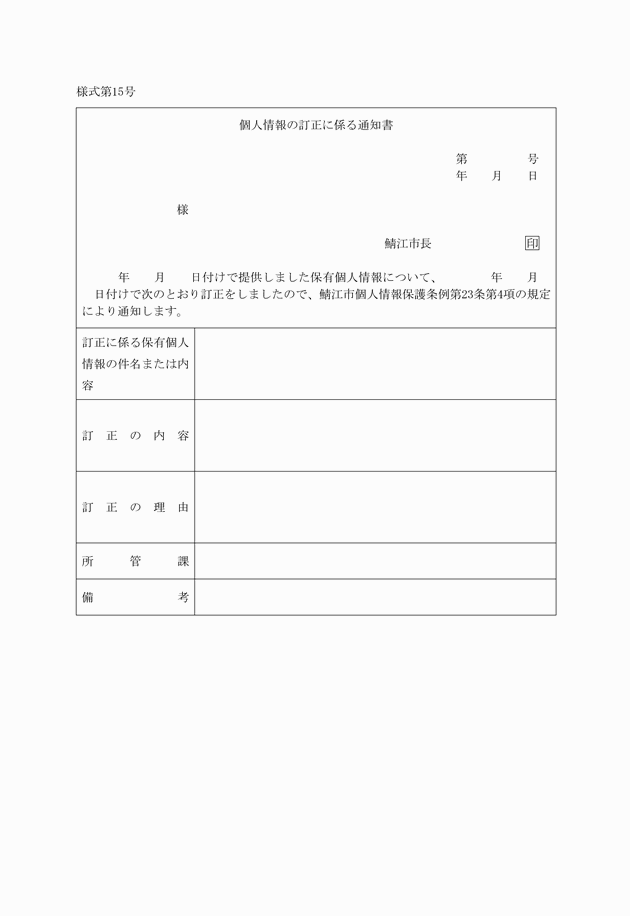 様式第15号
個人情報の訂正に係る通知書
第　　　　　号
年　　月　　日
様
鯖江市長　　　　　　　　印
年　　月　　日付けで提供しました保有個人情報について、　　　　年　　月
日付けで次のとおり訂正をしましたので、鯖江市個人情報保護条例第23条第4項の規定
により通知します。
訂正に係る保有個人
情報の件名または内
容
訂　正　の　内　容
訂　正　の　理　由
所　　　管　　　課
備　　　　　　　考